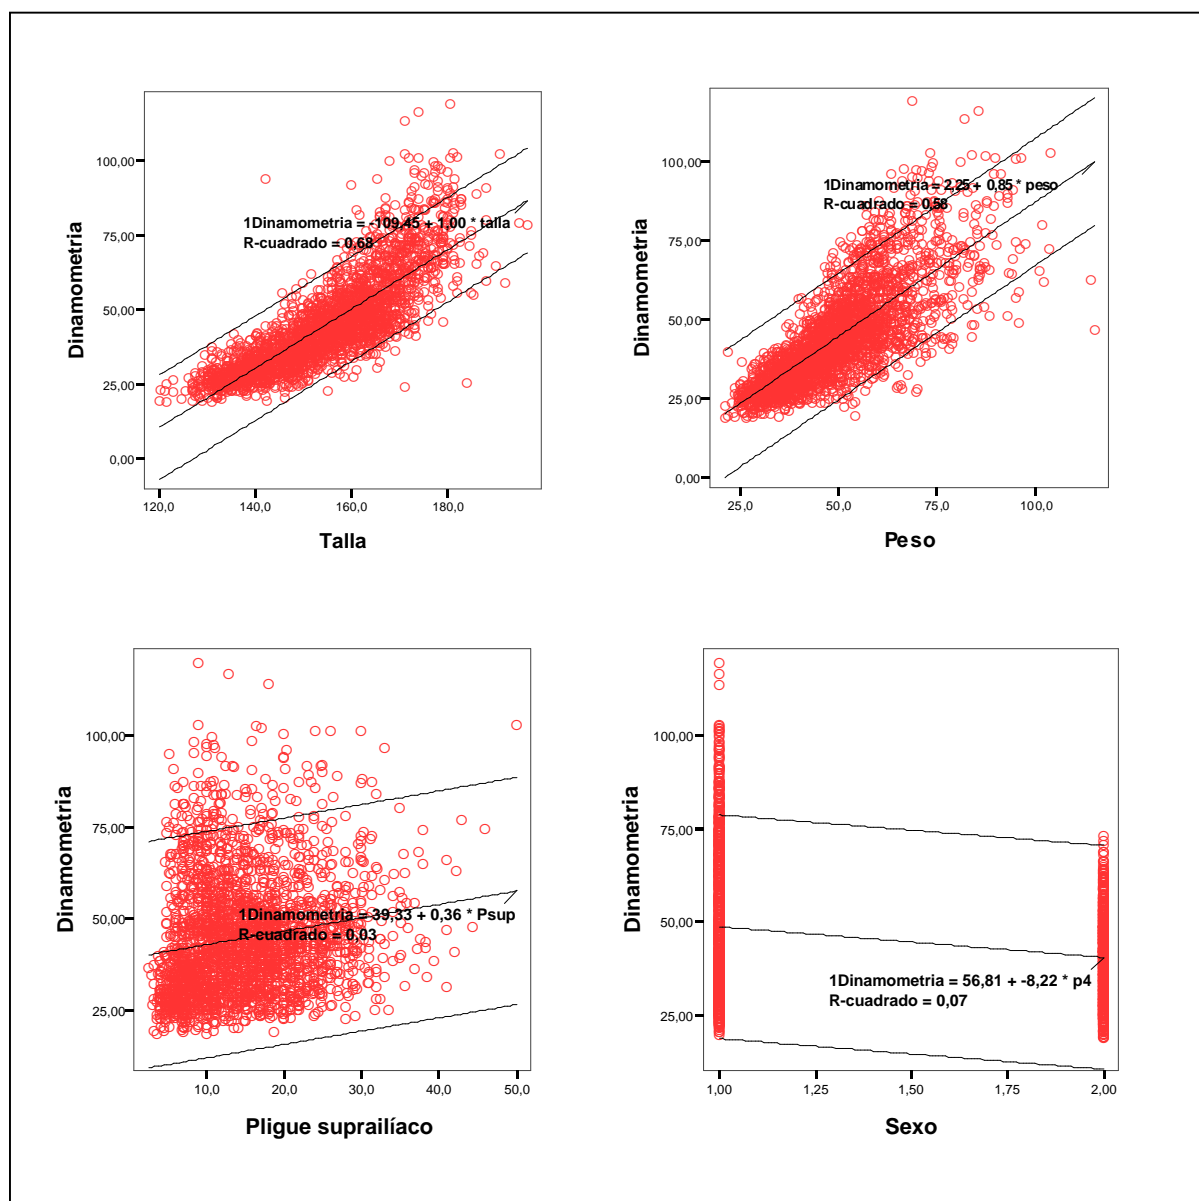 100,00
75,00
50,00
25,00
0,00
Dinamometria
1Dinamometria = -109,45 + 1,00 * talla
R-cuadrado = 0,68
120,0 140,0 160,0 180,0
Talla
100,00
75,00
50,00
25,00
0,00
Dinamometria
1Dinamometria = 2,25 + 0,85 * peso
R-cuadrado = 0,58
25,0 50,0 75,0 100,0
Peso
100,00
75,00
50,00
25,00
Dinamometria
1Dinamometria = 39,33 + 0,36 * Psup
R-cuadrado = 0,03
10,0 20,0 30,0 40,0 50,0
Pligue suprailíaco
100,00
75,00
50,00
25,00
Dinamometria
1Dinamometria = 56,81 + -8,22 * p4
R-cuadrado = 0,07
1,00 1,25 1,50 1,75 2,00
Sexo